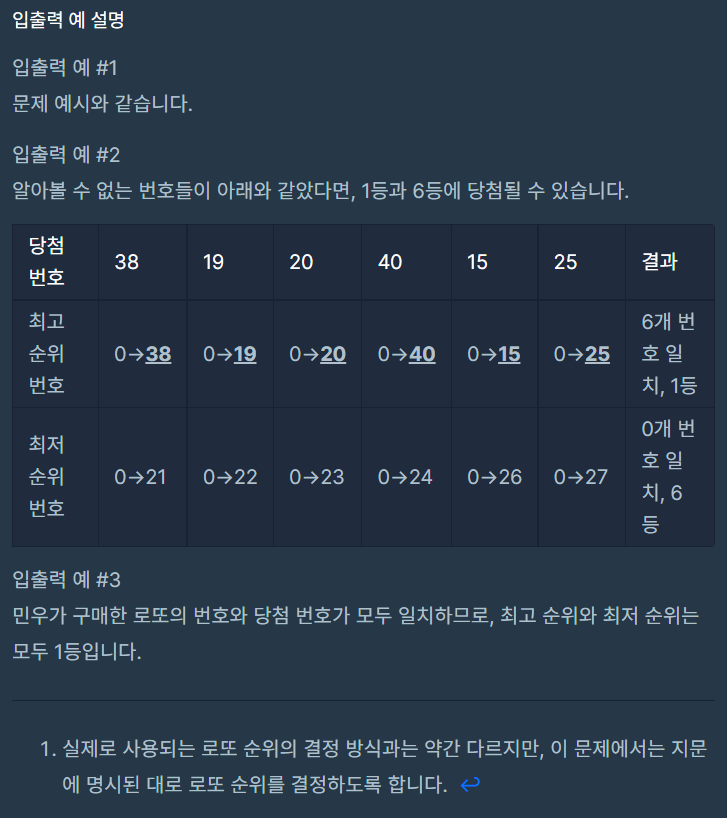 입출력 예 설명
입출력 예 #1
문제 예시와 같습니다.
입출력 예 #2
알아볼 수 없는 번호들이 아래와 같았다면, 1등과 6등에 당첨될 수 있습니다.
당첨 번호 38 19 20 40 15 25 결과
최고 순위 번호 0→38 0→19 0→20 0→40 0→15 0→25 6개 번호 일치, 1등
최저 순위 번호 0→21 0→22 0→23 0→24 0→26 0→27 0개 번호 일치, 6등
입출력 예 #3
민우가 구매한 로또의 번호와 당첨 번호가 모두 일치하므로, 최고 순위와 최저 순위는
모두 1등입니다.
1. 실제로 사용되는 로또 순위의 결정 방식과는 약간 다르지만, 이 문제에서는 지문
에 명시된 대로 로또 순위를 결정하도록 합니다. ↩